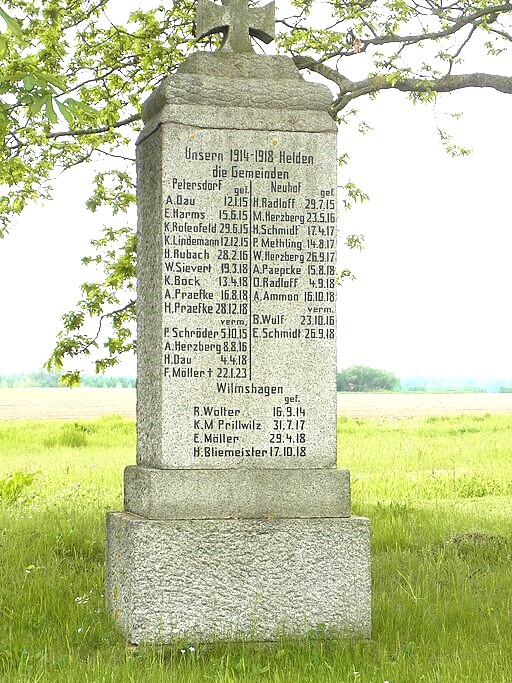 Unsern 1914-1918 Helden
die Gemeinden
Petersdorf gef.
A.Dau 12.1.15
E.Harms 15.6.15
K.Rosenfeld 29.6.15
K.Lindemann 12.12.15
H.Rubach 28.2.16
W.Sievert 19.3.18
K.Bock 13.4.18
A.Praefke 16.8.18
H.Praefke 28.12.18
verm.
P.Schröder 5.10.15
A.Herzberg 8.8.16
H.Dau 4.4.18
F.Möller † 22.1.23
Neuhof gef.
H.Radloff 29.7.15
M.Herzberg 23.5.16
H.Schmidt 17.4.17
P.Methling 14.8.17
W.Herzberg 26.9.17
A.Paepcke 15.8.18
O.Radloff 4.9.18
A.Ammon 16.10.18
verm.
B.Wulf 23.10.16
E.Schmidt 26.9.18
Wilmshagen
gef.
R.Wolter 16.9.14
K.M Prillwilz 31.7.17
E.Möller 29.4.18
H.Bliemeister 17.10.18